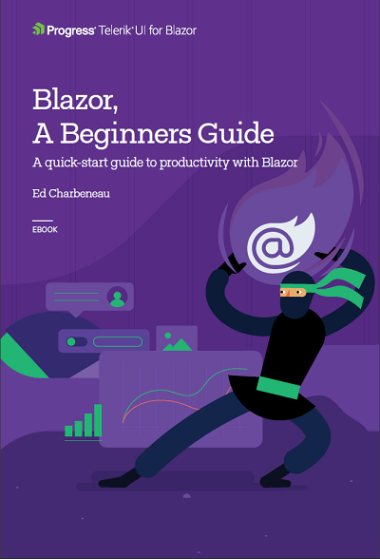 Progress® Telerik® UI for Blazor
Blazor,
A Beginners Guide
A quick-start guide to productivity with Blazor
Ed Charbeneau
EBOOK
@